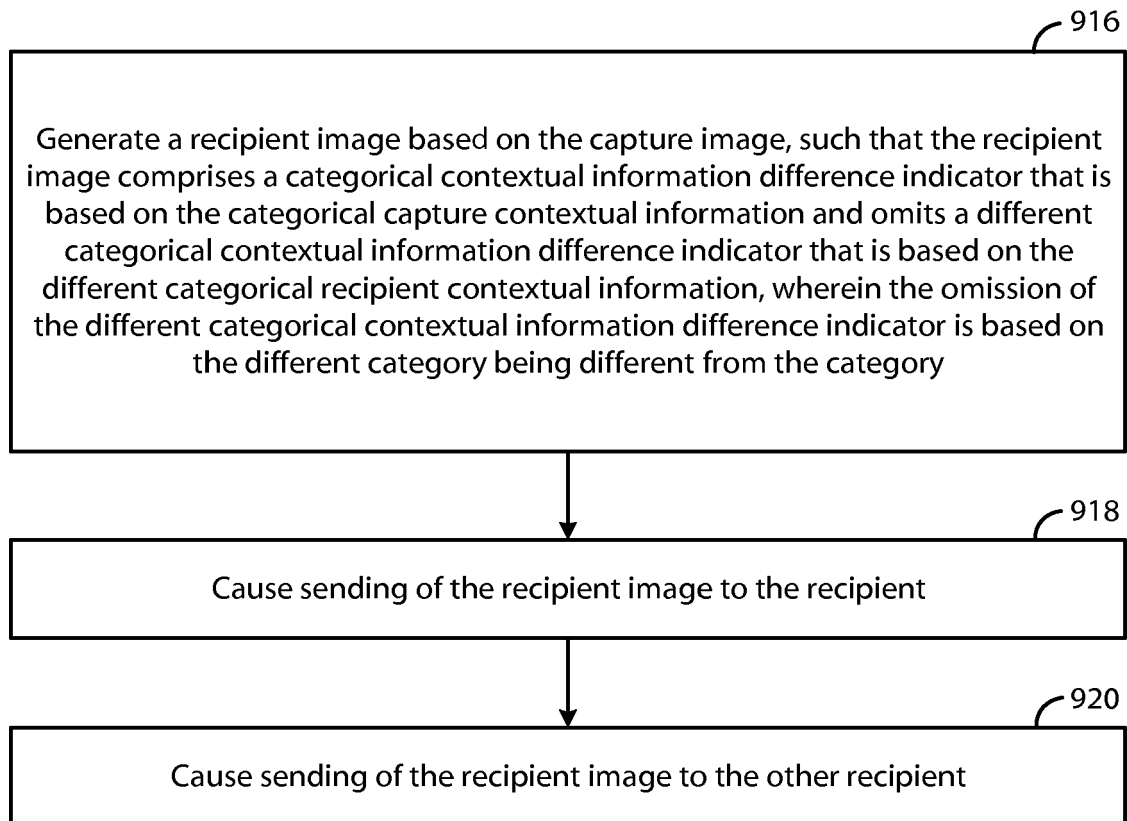 916
Generate a recipient image based on the capture image, such that the recipient
image comprises a categorical contextual information difference indicator that is
based on the categorical capture contextual information and omits a different
categorical contextual information difference indicator that is based on the
different categorical recipient contextual information, wherein the omission of
the different categorical contextual information difference indicator is based on
the different category being different from the category
918
Cause sending of the recipient image to the recipient
920
Cause sending of the recipient image to the other recipient